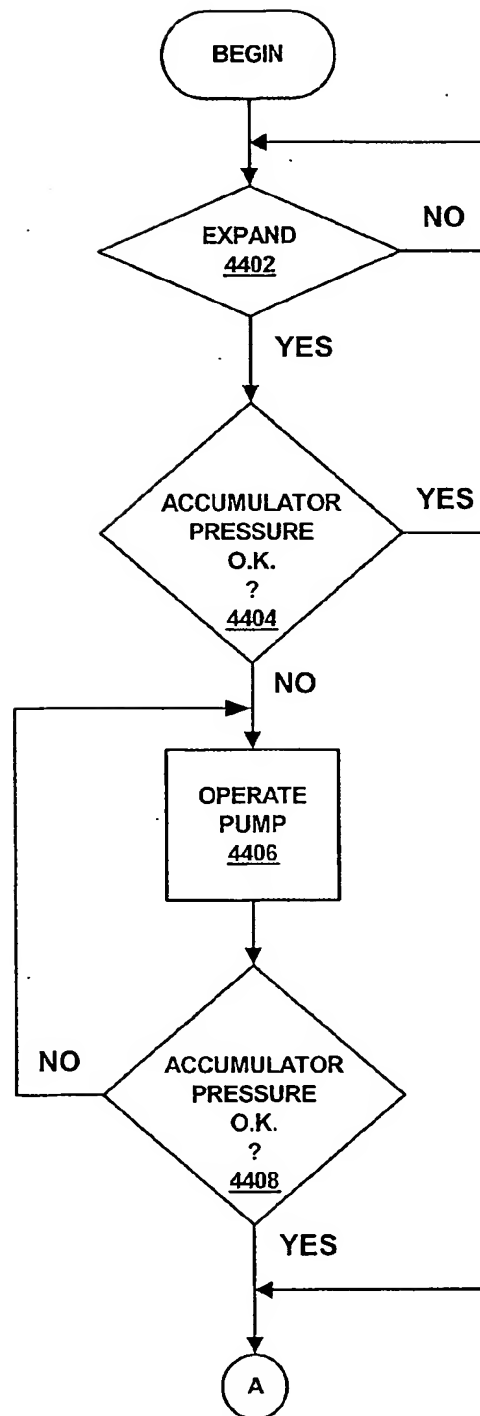 BEGIN
EXPAND
4402
NO
YES
ACCUMULATOR
PRESSURE
O.K.
?
4404
YES
NO
OPERATE
PUMP
4406
NO
ACCUMULATOR
PRESSURE
O.K.
?
4408
YES
A